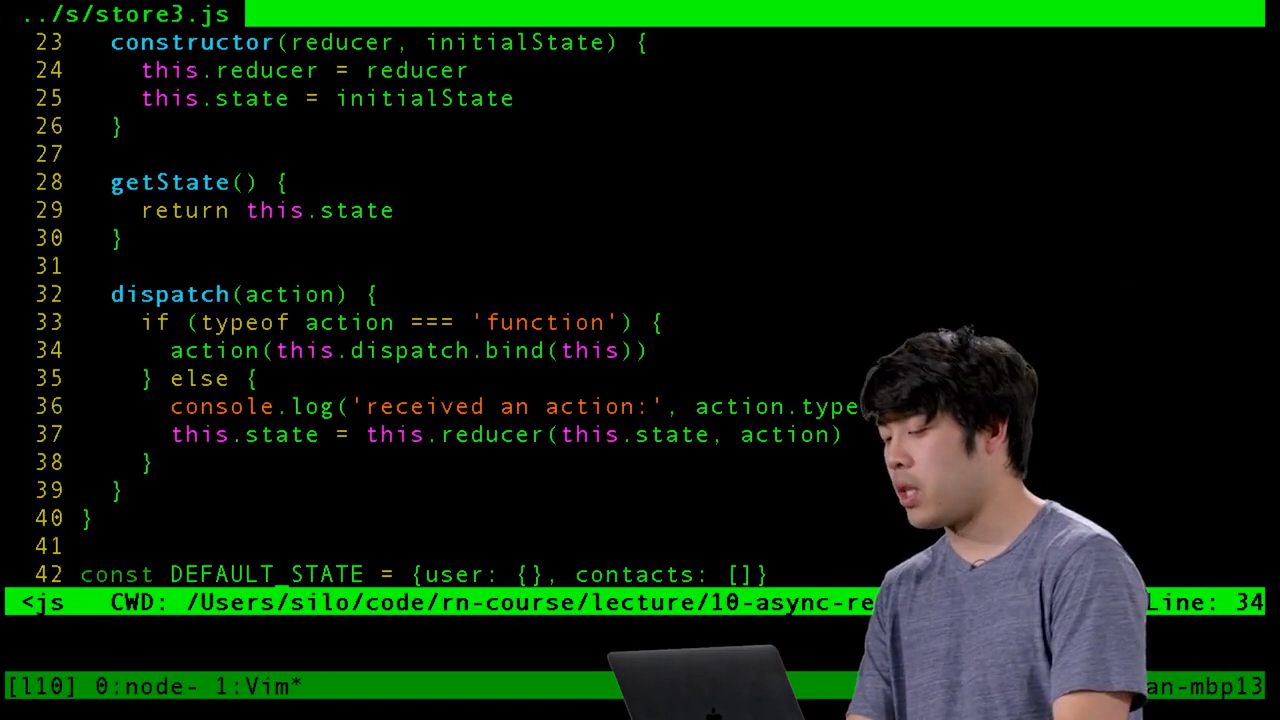 ../s/store3.js
23 constructor(reducer, initialState) {
24 this.reducer = reducer
25 this.state = initialState
26 }
27
28 getState() {
29 return this.state
30 }
31
32 dispatch(action) {
33 if (typeof action === 'function') {
34 action(this.dispatch.bind(this))
35 } else {
36 console.log('received an action:', action.type
37 this.state = this.reducer(this.state, action)
38 }
39 }
40 }
41
42 const DEFAULT_STATE = {user: {}, contacts: []}
<js CWD: /Users/silo/code/rn-course/lecture/10-async-re Line: 34
[l10] 0:node- 1:Vim* an-mbp13